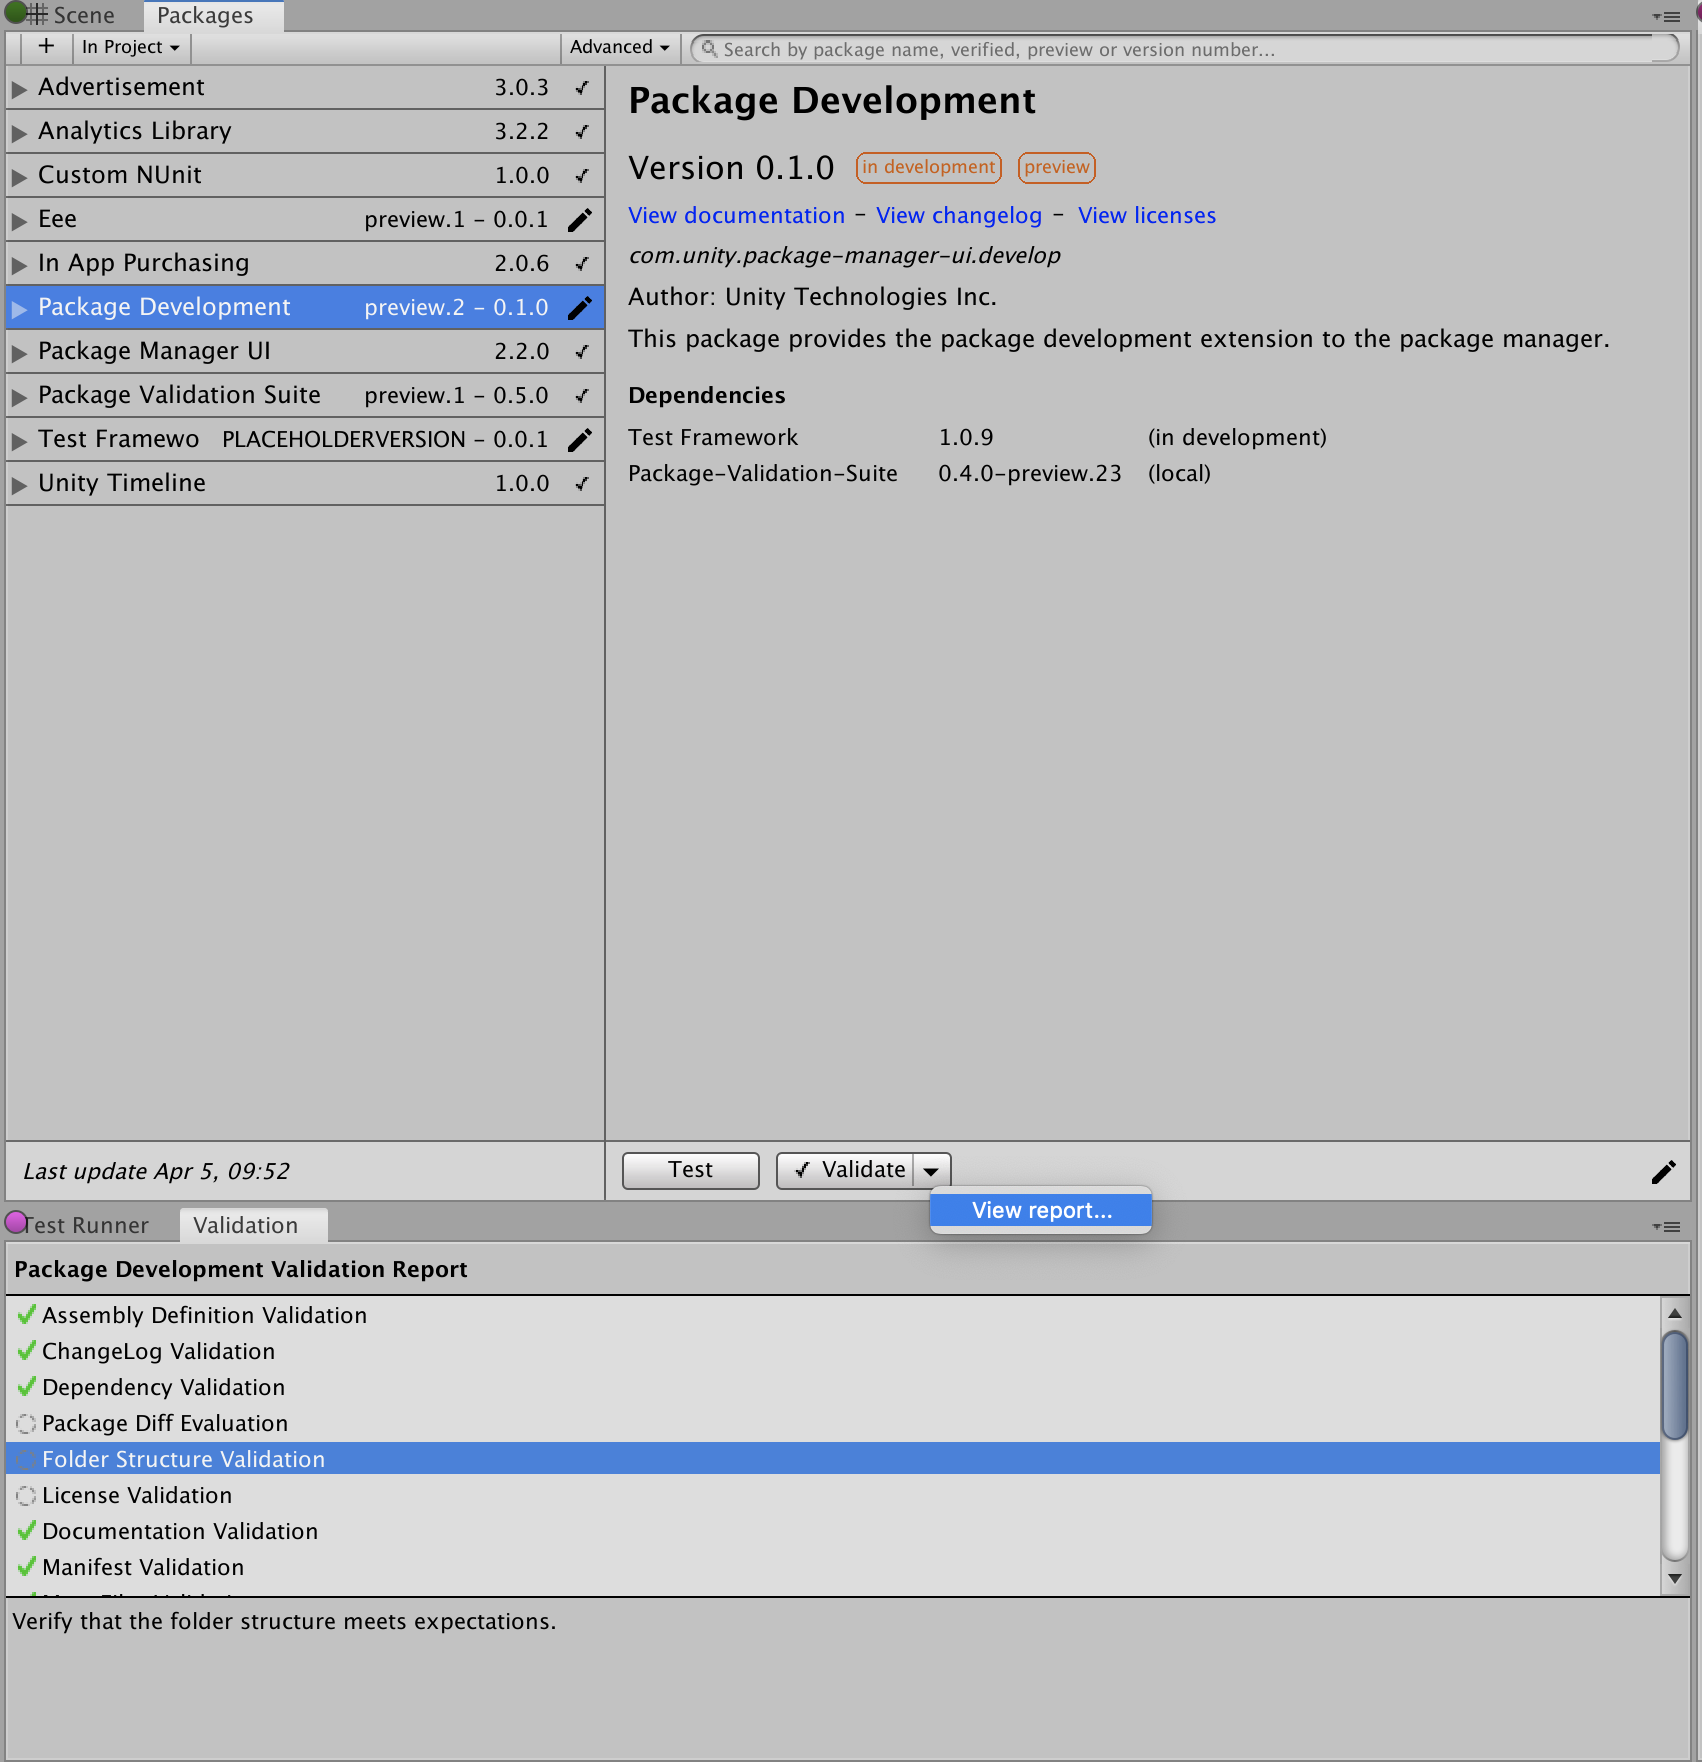 Scene
Packages
+
In Project
Advanced
Search by package name, verified, preview or version number...
Advertisement 3.0.3
Analytics Library 3.2.2
Custom NUnit 1.0.0
Eee preview.1 - 0.0.1
In App Purchasing 2.0.6
Package Development preview.2 - 0.1.0
Package Manager UI 2.2.0
Package Validation Suite preview.1 - 0.5.0
Test Framewo PLACEHOLDERVERSION - 0.0.1
Unity Timeline 1.0.0
Last update Apr 5, 09:52
Package Development
Version 0.1.0 in development preview
View documentation - View changelog - View licenses
com.unity.package-manager-ui.develop
Author: Unity Technologies Inc.
This package provides the package development extension to the package manager.
Dependencies
Test Framework 1.0.9 (in development)
Package-Validation-Suite 0.4.0-preview.23 (local)
Test
Validate
View report...
Test Runner
Validation
Package Development Validation Report
Assembly Definition Validation
ChangeLog Validation
Dependency Validation
Package Diff Evaluation
Folder Structure Validation
License Validation
Documentation Validation
Manifest Validation
Verify that the folder structure meets expectations.